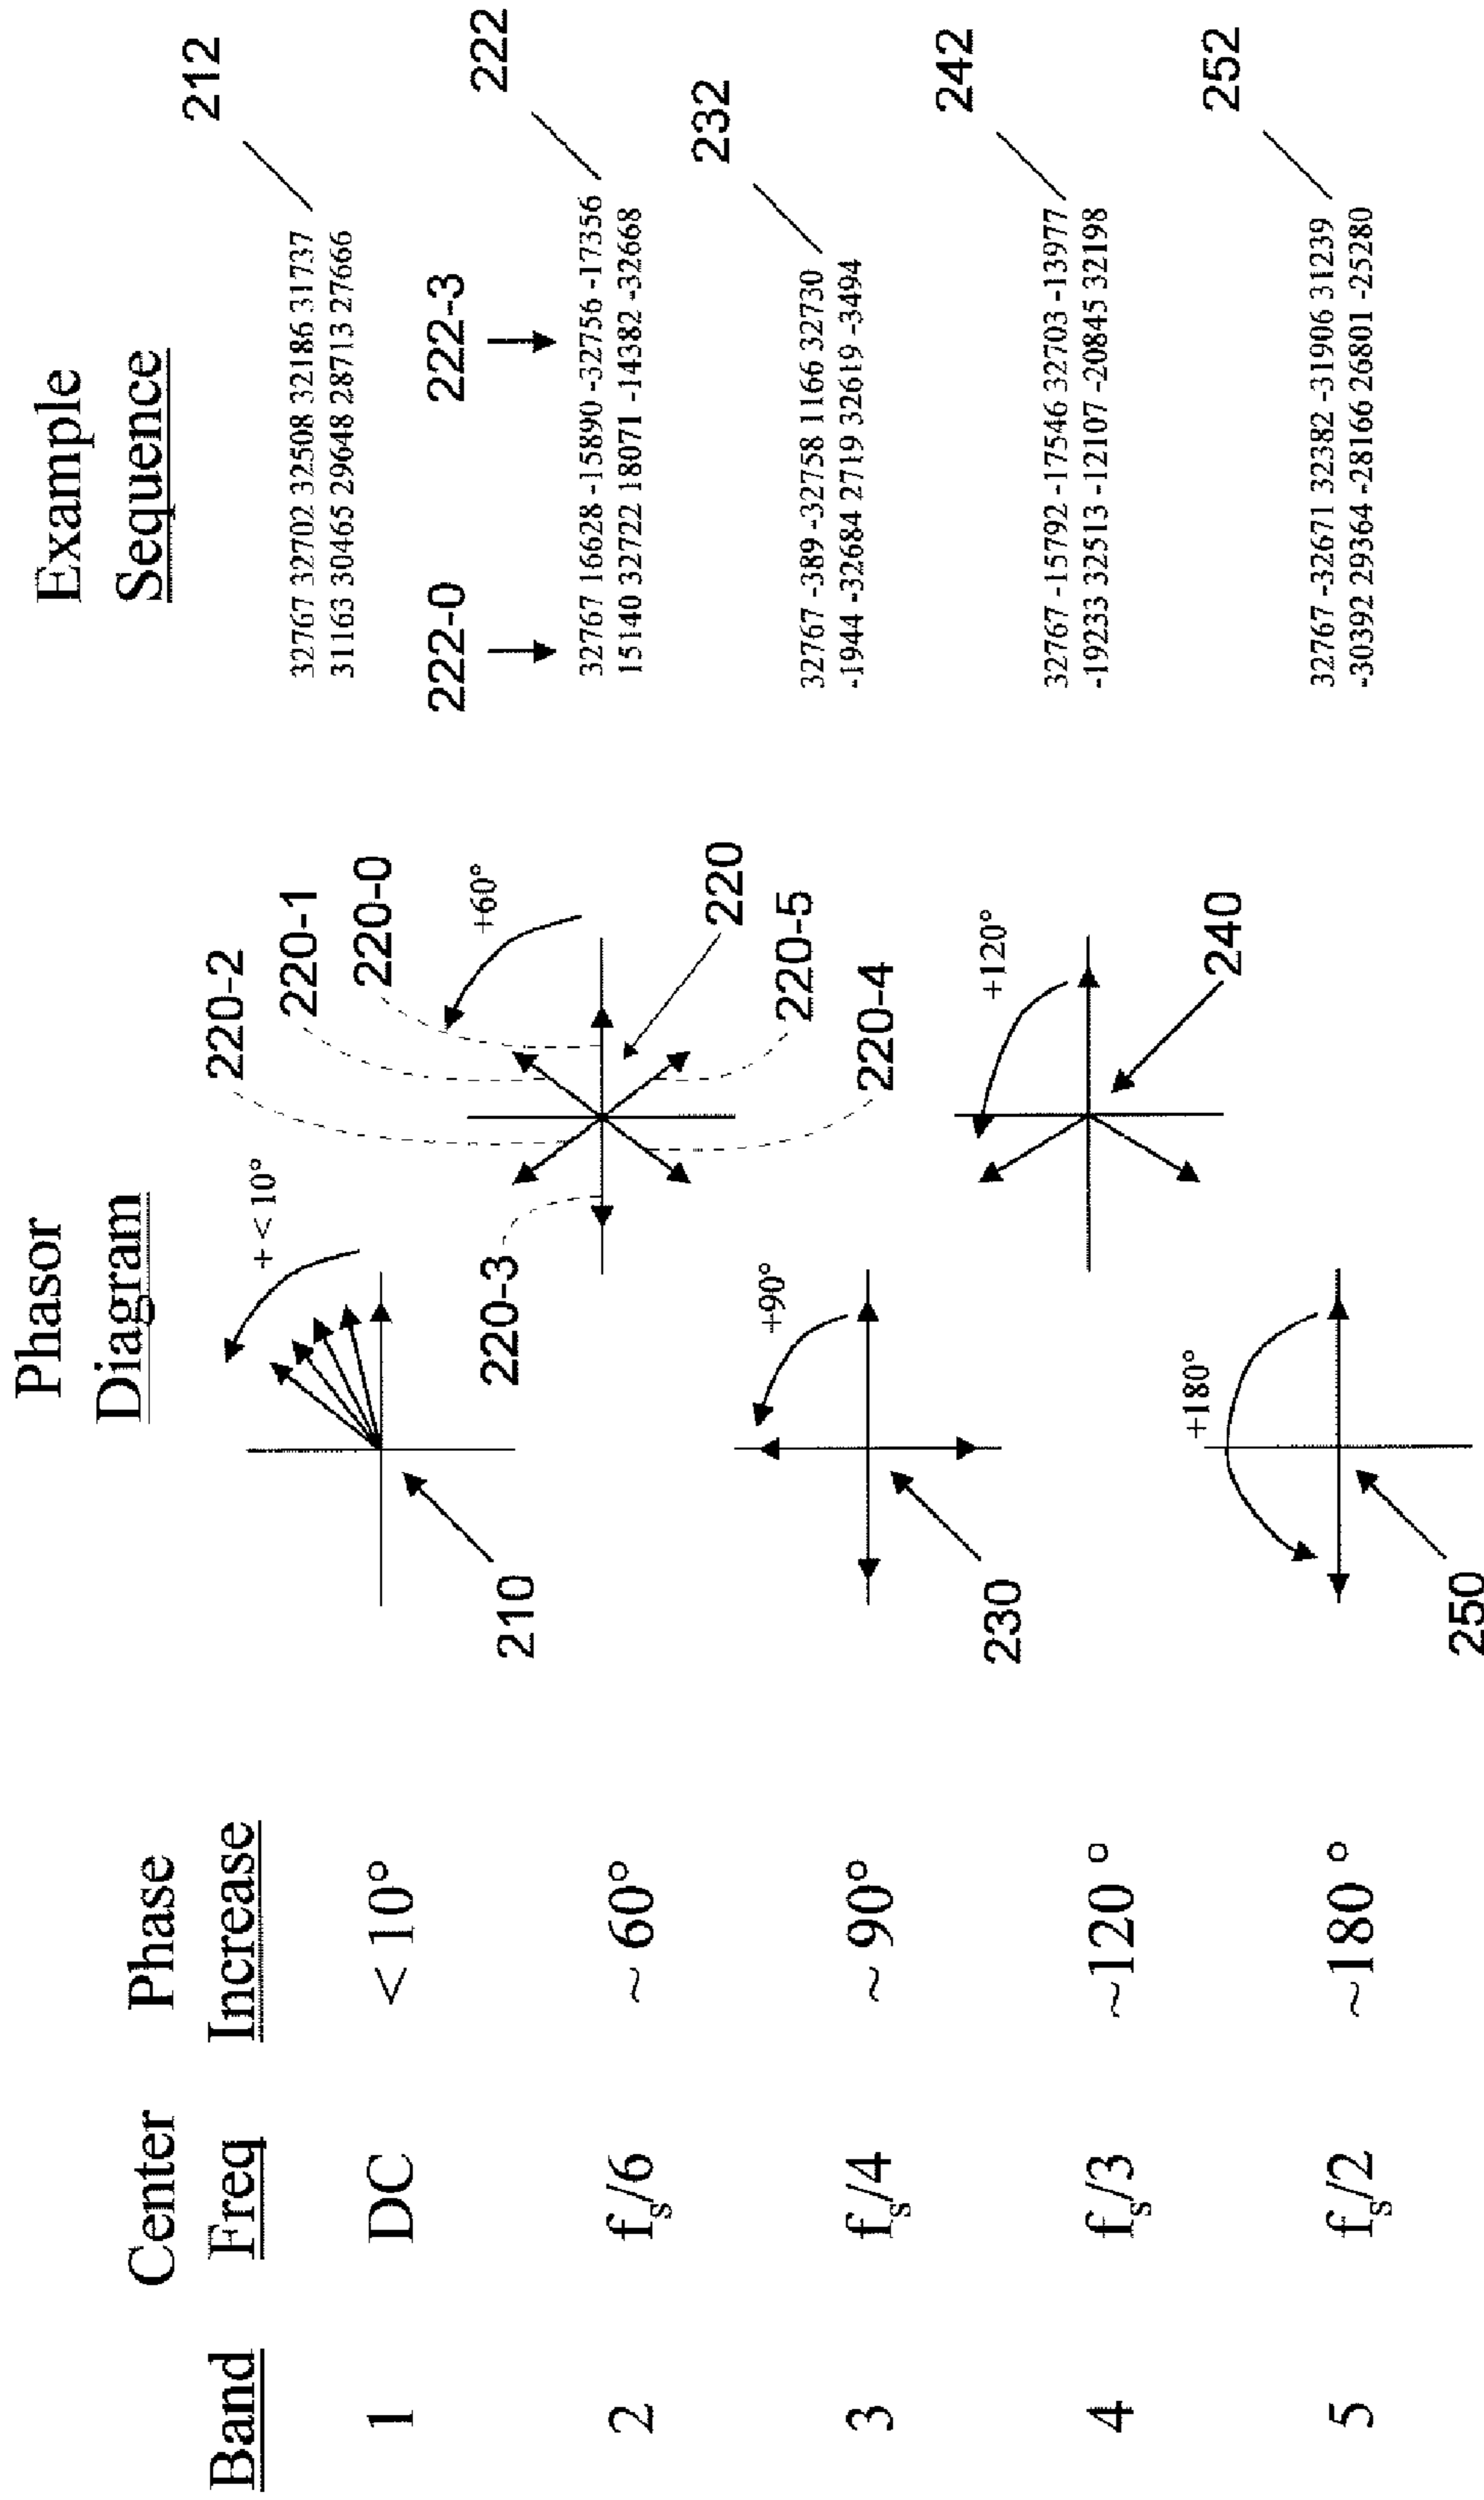 Center Phase Phasor Example
Band Freq Increase Diagram Sequence
1 DC < 10°
+ < 10°
210
32767 32702 32508 32186 31737
31163 30465 29648 28713 27666
212
2 fs/6 ~ 60°
220-2
220-1
220-0
+60°
220-3
220
220-5
220-4
222-0 222-3
32767 16628 -15890 -32756 -17356
15140 32722 18071 -14382 -32668
222
3 fs/4 ~ 90°
+90°
230
32767 -389 -32758 1166 32730
-1944 -32684 2719 32619 -3494
232
4 fs/3 ~120 °
+120°
240
32767 -15792 -17546 32703 -13977
-19233 32513 -12107 -20845 32198
242
5 fs/2 ~180 °
+180°
250
32767 -32671 32382 -31906 31239
-30392 29364 -28166 26801 -25280
252